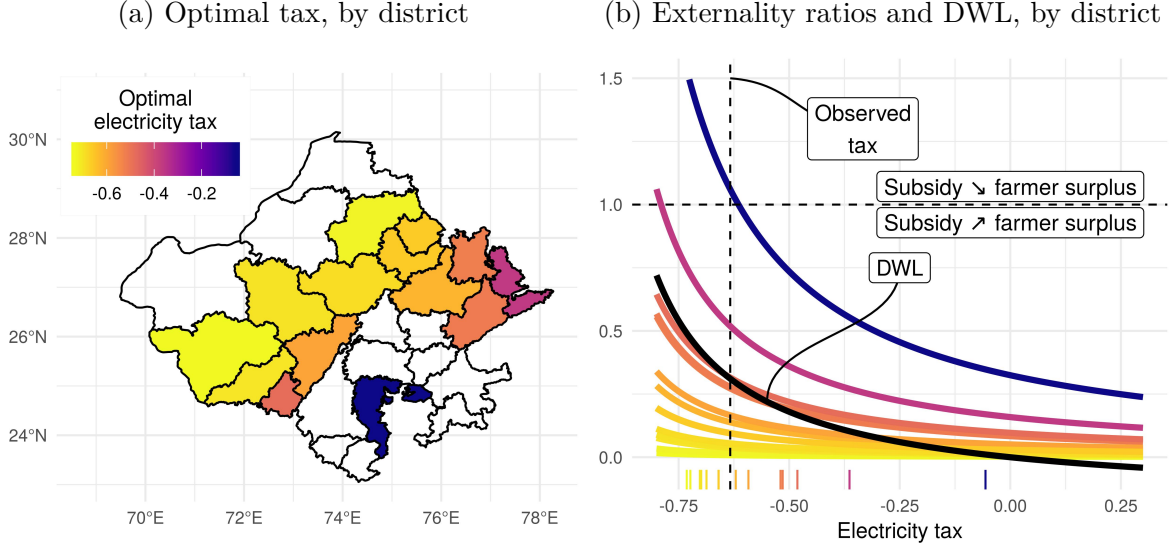 (a) Optimal tax, by district
Optimal
electricity tax
-0.6 -0.4 -0.2
30°N
28°N
26°N
24°N
70°E 72°E 74°E 76°E 78°E
(b) Externality ratios and DWL, by district
1.5
1.0
0.5
0.0
Observed
tax
Subsidy ↘ farmer surplus
Subsidy ↗ farmer surplus
DWL
-0.75 -0.50 -0.25 0.00 0.25
Electricity tax